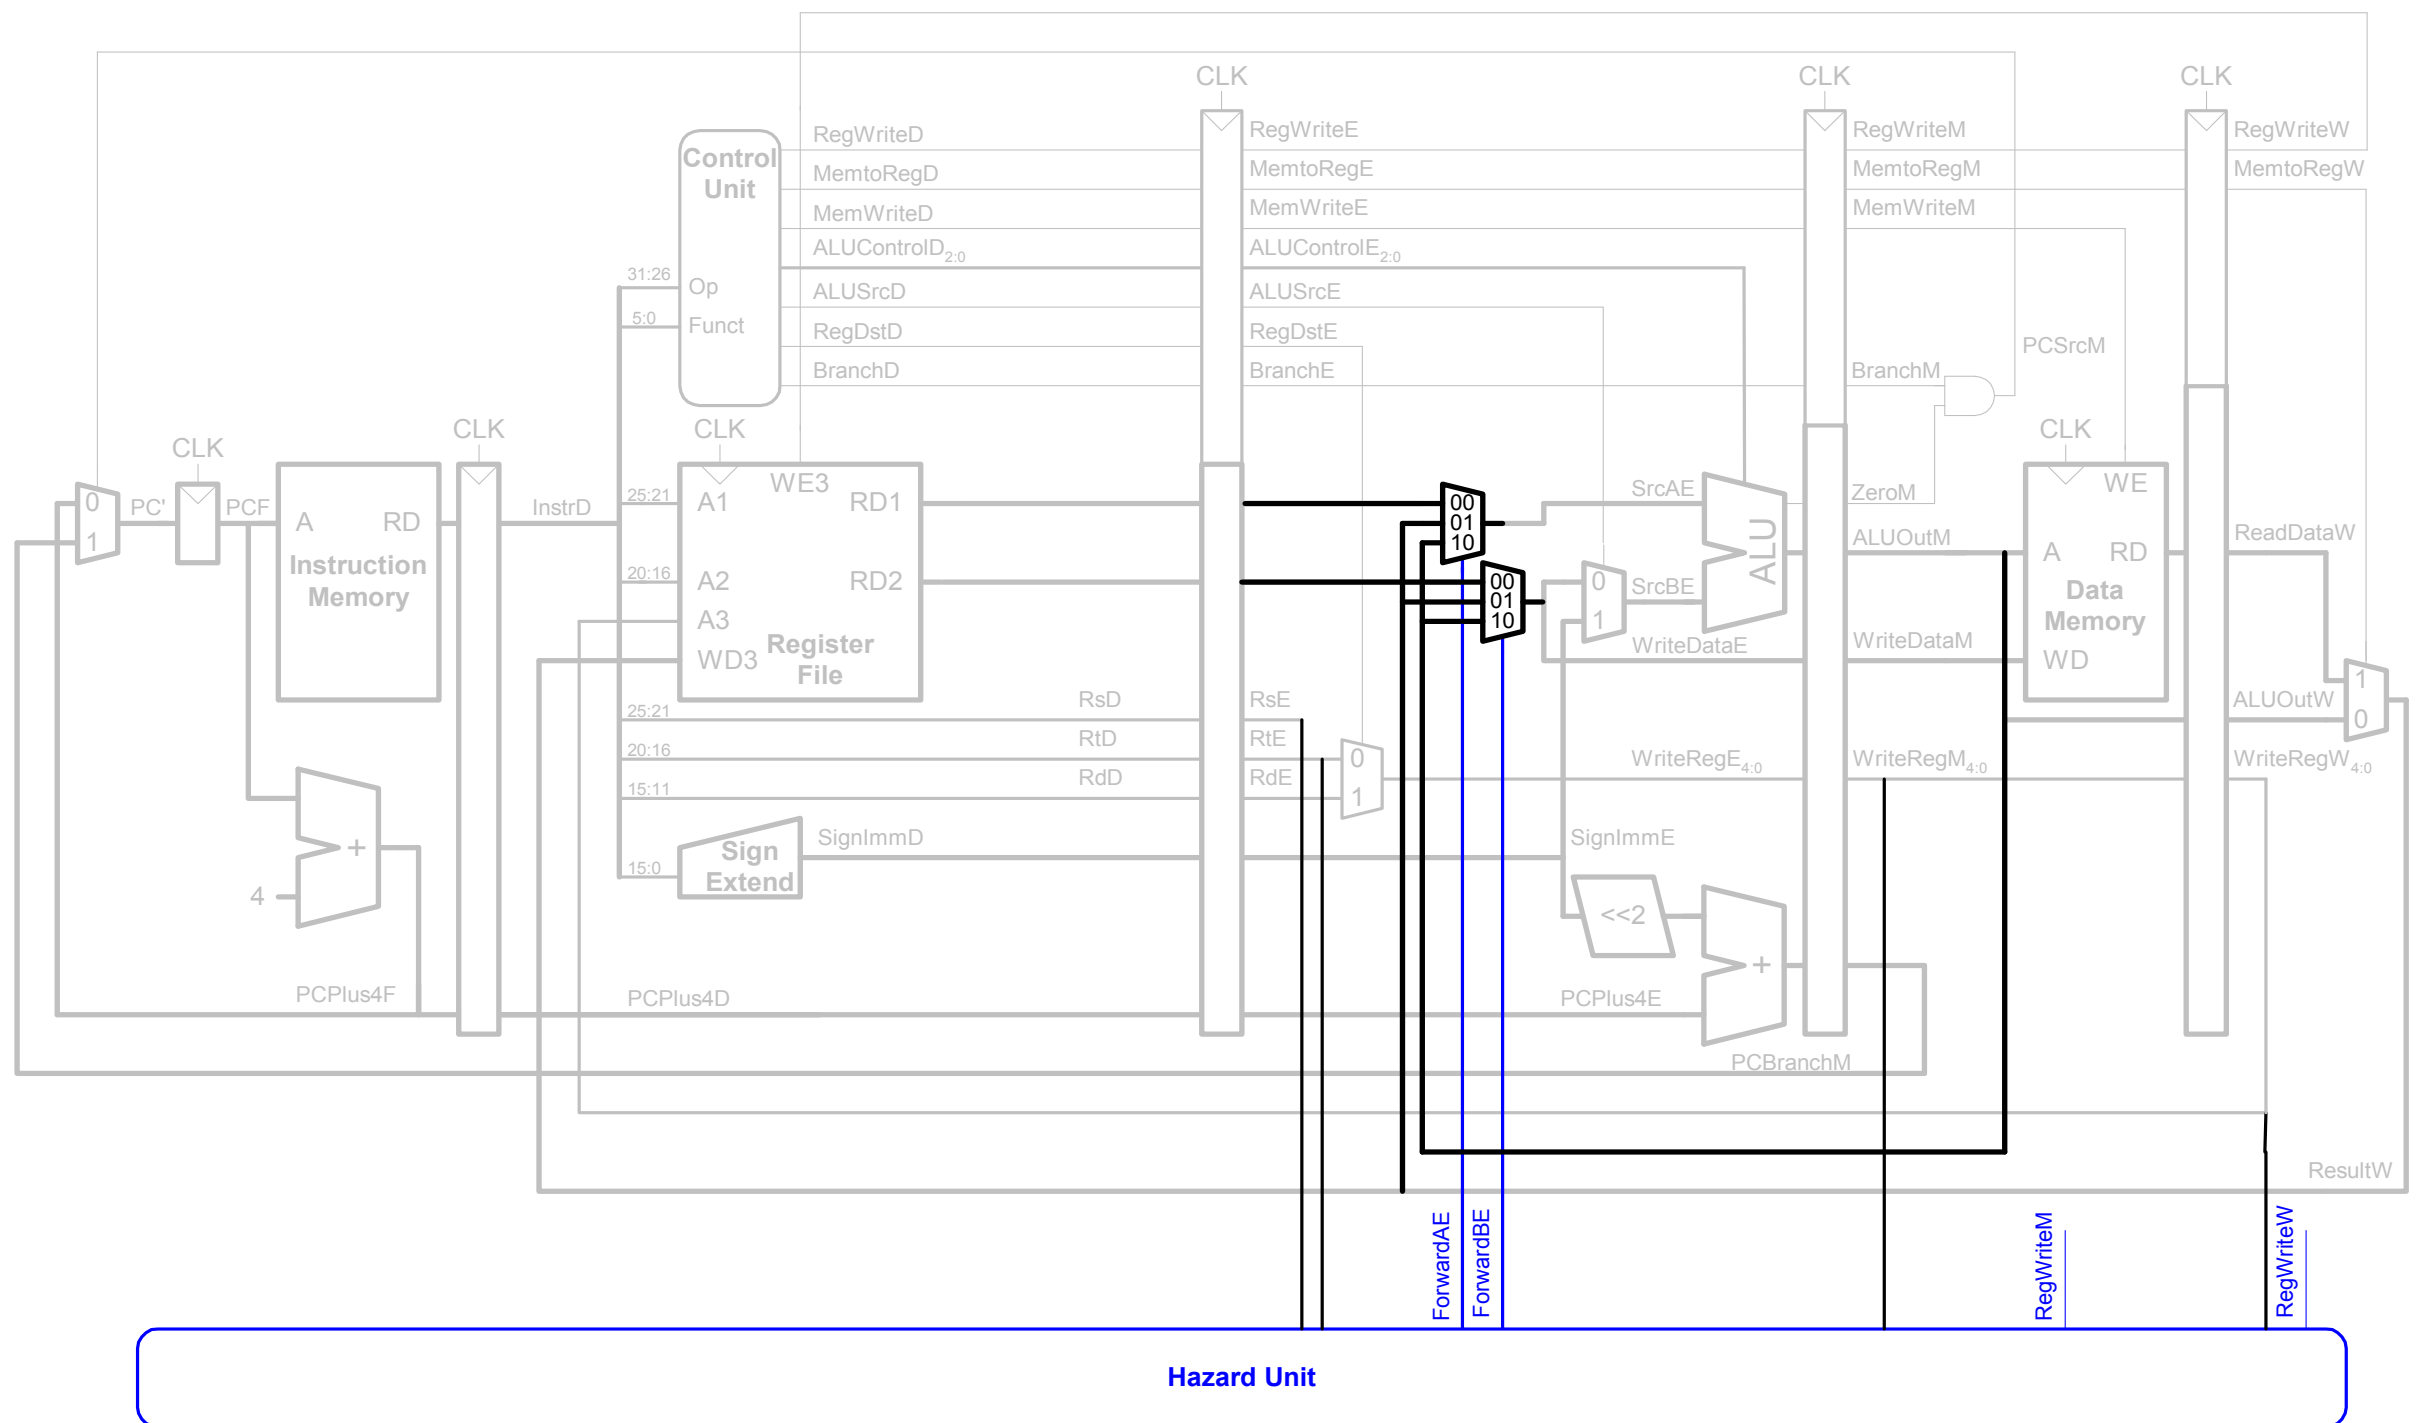 CLK
CLK
CLK
RegWriteD
RegWriteE
RegWriteM
RegWriteW
Control
Unit
MemtoRegD
MemtoRegE
MemtoRegM
MemtoRegW
MemWriteD
MemWriteE
MemWriteM
ALUControlD2:0
ALUControlE2:0
31:26
Op
ALUSrcD
ALUSrcE
5:0
Funct
RegDstD
RegDstE
PCSrcM
BranchD
BranchE
BranchM
CLK
CLK
CLK
CLK
0
1
PC'
PCF
A
RD
Instruction
Memory
InstrD
25:21
A1
WE3
RD1
20:16
A2
RD2
A3
WD3
Register
File
00
01
10
00
01
10
SrcAE
0
1
SrcBE
ALU
ZeroM
ALUOutM
WE
A
RD
Data
Memory
WD
ReadDataW
WriteDataE
WriteDataM
1
0
ALUOutW
25:21
RsD
RsE
20:16
RtD
RtE
15:11
RdD
RdE
0
1
WriteRegE4:0
WriteRegM4:0
WriteRegW4:0
+
4
15:0
Sign
Extend
SignImmD
SignImmE
<<2
+
PCPlus4F
PCPlus4D
PCPlus4E
PCBranchM
ResultW
ForwardAE
ForwardBE
RegWriteM
RegWriteW
Hazard Unit